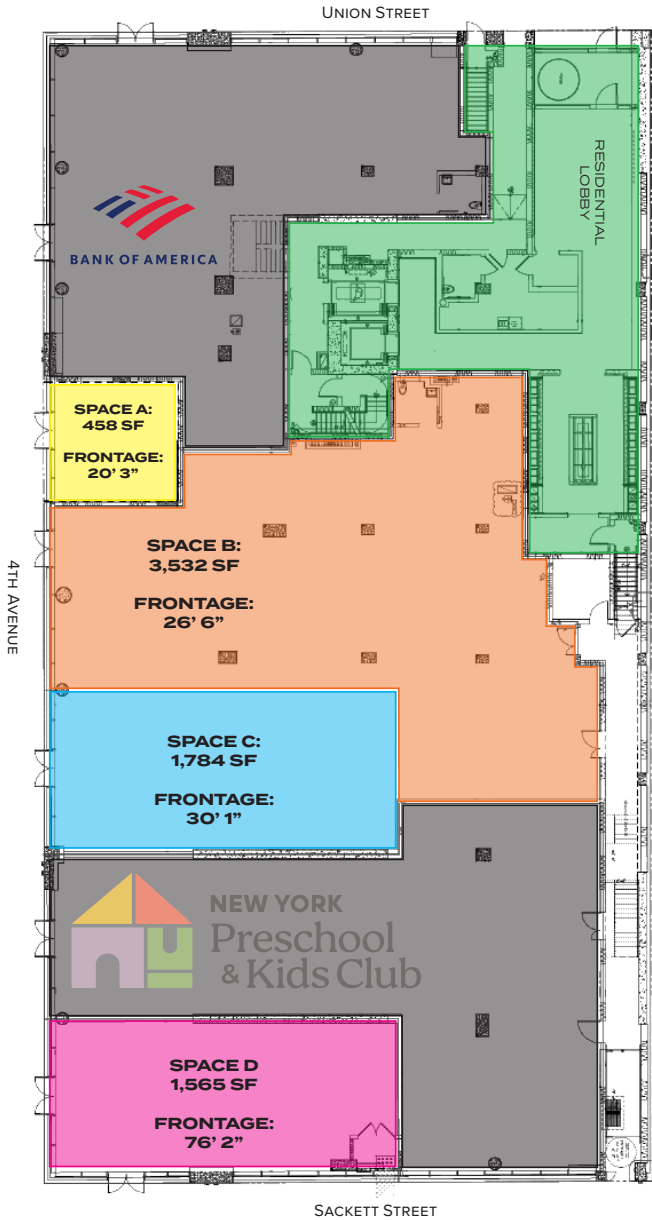 UNION STREET
RESIDENTIAL
LOBBY
BANK OF AMERICA
SPACE A:
458 SF
FRONTAGE:
20’ 3”
4TH AVENUE
SPACE B:
3,532 SF
FRONTAGE:
26’ 6”
SPACE C:
1,784 SF
FRONTAGE:
30’ 1”
NEW YORK
Preschool
& Kids Club
SPACE D
1,565 SF
FRONTAGE:
76’ 2”
SACKETT STREET